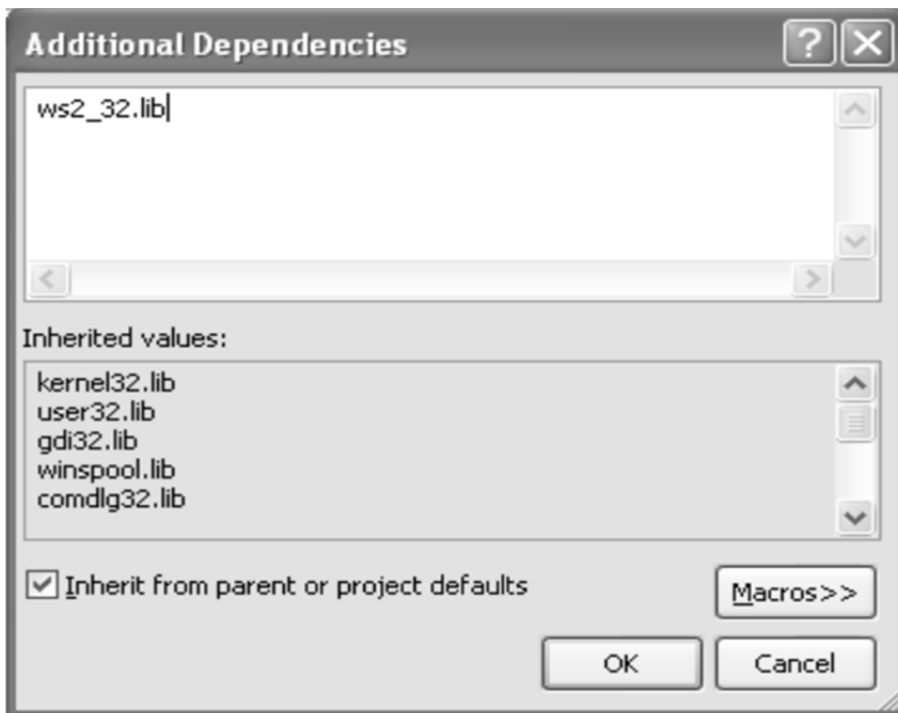 Additional Dependencies
ws2_32.lib
Inherited values:
kernel32.lib
user32.lib
gdi32.lib
winspool.lib
comdlg32.lib
Inherit from parent or project defaults
Macros>>
OK
Cancel